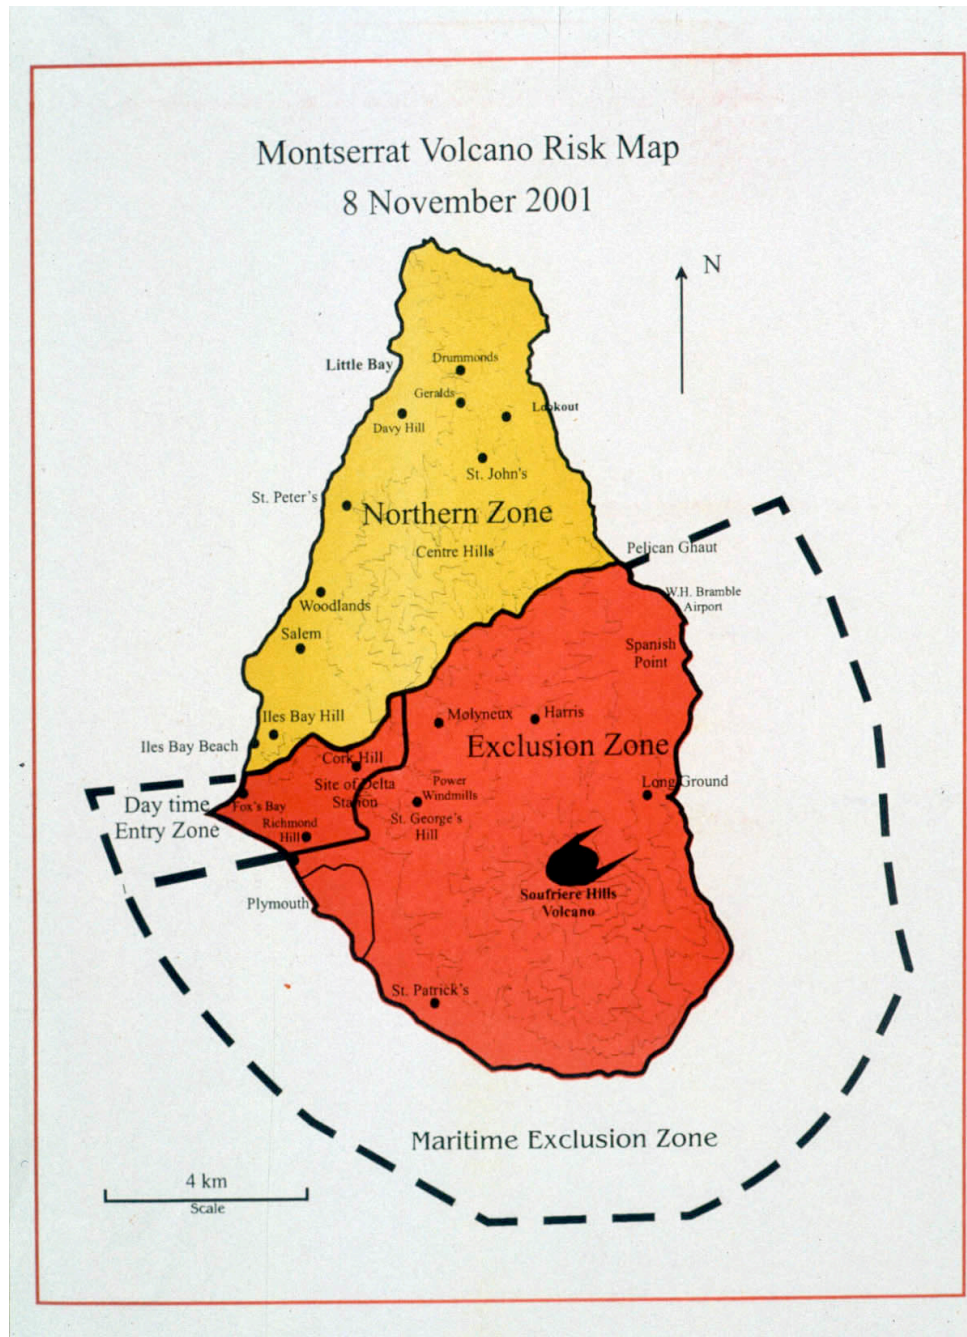 Montserrat Volcano Risk Map
8 November 2001
N
Little Bay
Drummonds
Geralds
Lookout
Davy Hill
St. John's
St. Peter's
Northern Zone
Centre Hills
Pelican Ghaut
W.H. Bramble
Airport
Woodlands
Salem
Spanish
Point
Iles Bay Hill
Molyneux
Harris
Iles Bay Beach
Exclusion Zone
Cork Hill
Site of Delta
Station
Power
Windmills
Long Ground
Day time
Entry Zone
Fox's Bay
Richmond
Hill
St. George's
Hill
Soufriere Hills
Volcano
Plymouth
St. Patrick's
Maritime Exclusion Zone
4 km
Scale